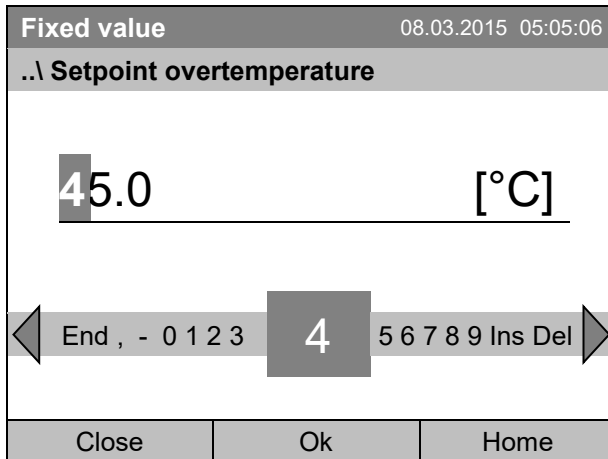 Fixed value 08.03.2015 05:05:06
..\ Setpoint overtemperature
45.0 [°C]
End , - 0 1 2 3 4 5 6 7 8 9 Ins Del
Close Ok Home